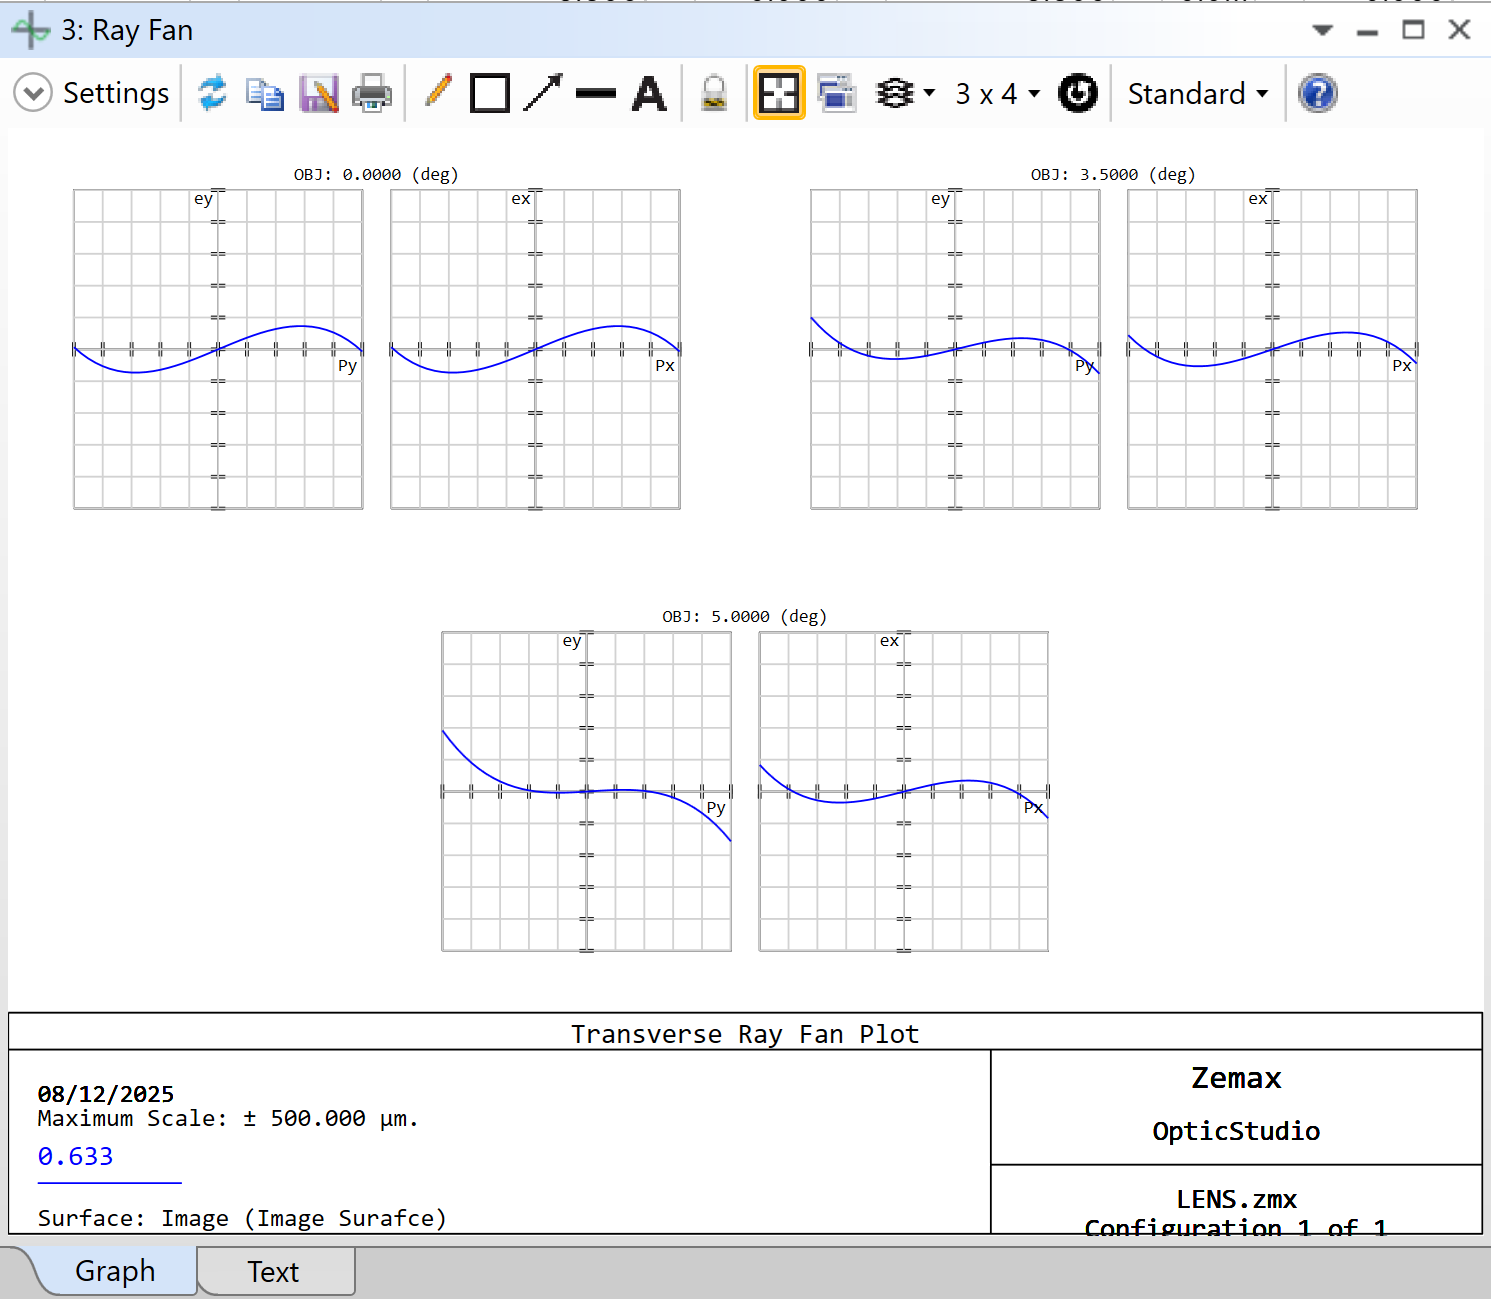 3: Ray Fan
Settings
3 x 4
Standard
OBJ: 0.0000 (deg)
ey
Py
ex
Px
OBJ: 3.5000 (deg)
ey
Py
ex
Px
OBJ: 5.0000 (deg)
ey
Py
ex
Px
Transverse Ray Fan Plot
08/12/2025
Maximum Scale: ± 500.000 µm.
0.633
Surface: Image (Image Surafce)
Zemax
OpticStudio
LENS.zmx
Configuration 1 of 1
Graph
Text